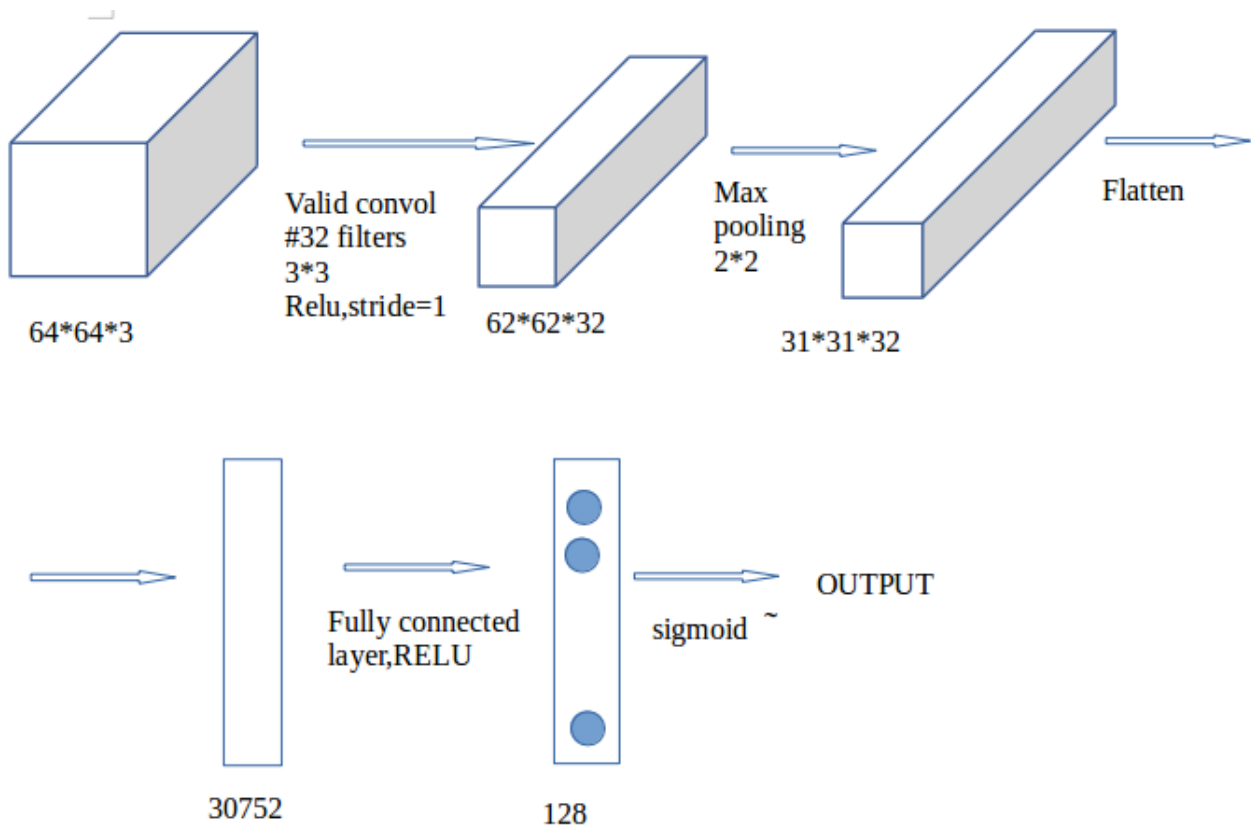 Valid convol
#32 filters
3*3
Relu,stride=1
Max
pooling
2*2
Flatten
64*64*3
62*62*32
31*31*32
Fully connected
layer,RELU
sigmoid ~
OUTPUT
30752
128